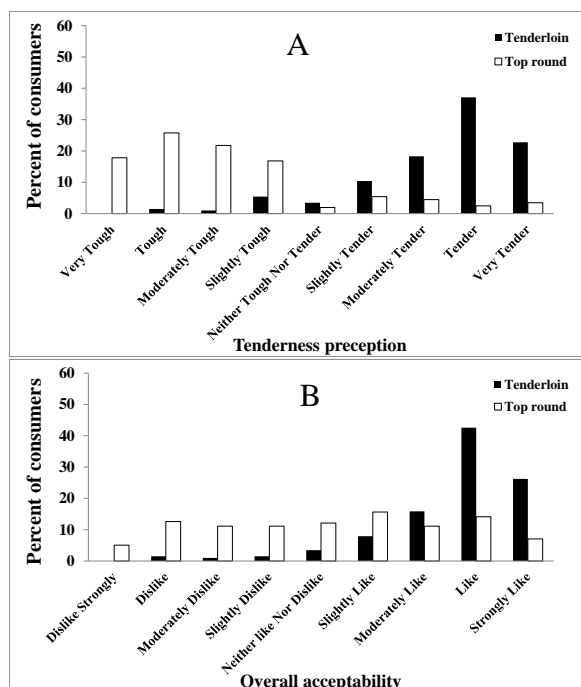 A
Tenderloin
Top round
Percent of consumers
60
50
40
30
20
10
0
Very Tough
Tough
Moderately Tough
Slightly Tough
Neither Tough Nor Tender
Slightly Tender
Moderately Tender
Tender
Very Tender
Tenderness preception
B
Tenderloin
Top round
Percent of consumers
60
50
40
30
20
10
0
Dislike Strongly
Dislike
Moderately Dislike
Slightly Dislike
Neither like Nor Dislike
Slightly Like
Moderately Like
Like
Strongly Like
Overall acceptability